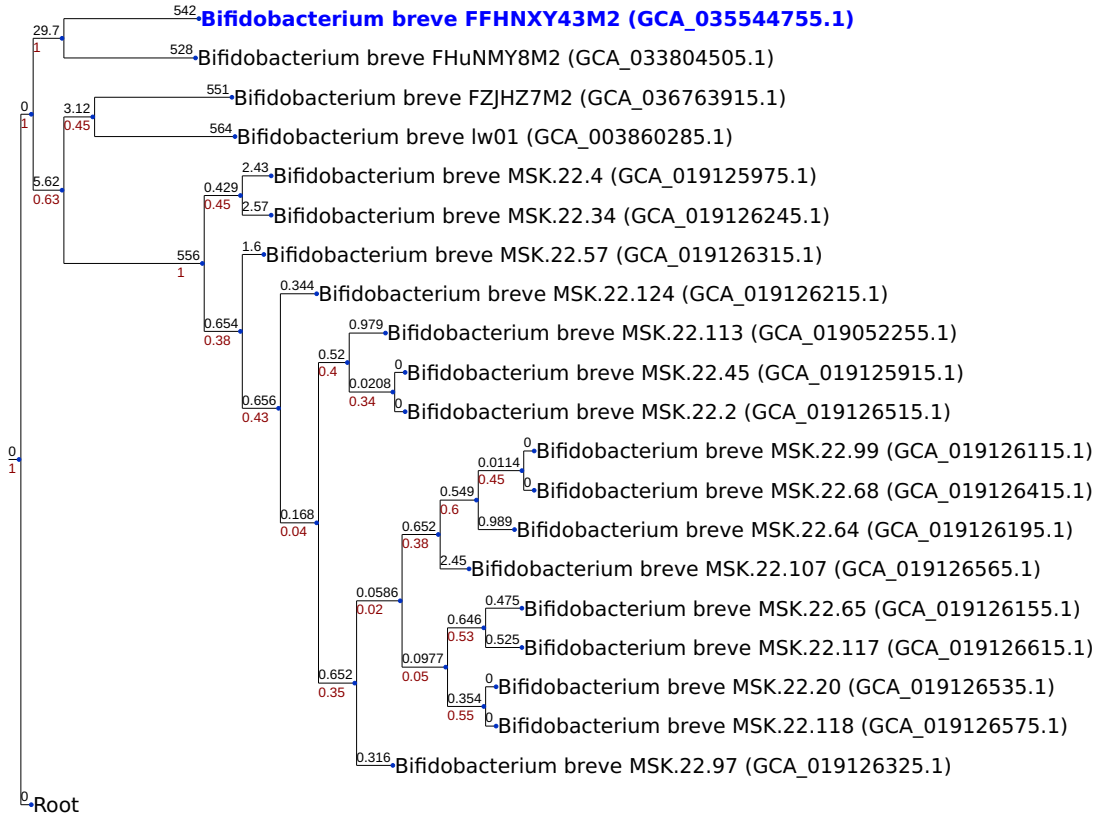 542
Bifidobacterium breve FFHNXY43M2 (GCA_035544755.1)
29.7
1
528
Bifidobacterium breve FHuNMY8M2 (GCA_033804505.1)
551
Bifidobacterium breve FZJHZ7M2 (GCA_036763915.1)
0
1
3.12
0.45
564
Bifidobacterium breve lw01 (GCA_003860285.1)
2.43
Bifidobacterium breve MSK.22.4 (GCA_019125975.1)
5.62
0.63
0.429
0.45
2.57
Bifidobacterium breve MSK.22.34 (GCA_019126245.1)
556
1
1.6
Bifidobacterium breve MSK.22.57 (GCA_019126315.1)
0.344
Bifidobacterium breve MSK.22.124 (GCA_019126215.1)
0.654
0.38
0.979
Bifidobacterium breve MSK.22.113 (GCA_019052255.1)
0.52
0.4
0
Bifidobacterium breve MSK.22.45 (GCA_019125915.1)
0.0208
0.34
0
Bifidobacterium breve MSK.22.2 (GCA_019126515.1)
0.656
0.43
0
Bifidobacterium breve MSK.22.99 (GCA_019126115.1)
0
1
0.0114
0.45
0
Bifidobacterium breve MSK.22.68 (GCA_019126415.1)
0.549
0.6
0.989
Bifidobacterium breve MSK.22.64 (GCA_019126195.1)
0.168
0.04
0.652
0.38
2.45
Bifidobacterium breve MSK.22.107 (GCA_019126565.1)
0.0586
0.02
0.475
Bifidobacterium breve MSK.22.65 (GCA_019126155.1)
0.646
0.53
0.525
Bifidobacterium breve MSK.22.117 (GCA_019126615.1)
0.0977
0.05
0
Bifidobacterium breve MSK.22.20 (GCA_019126535.1)
0.652
0.35
0.354
0.55
0
Bifidobacterium breve MSK.22.118 (GCA_019126575.1)
0.316
Bifidobacterium breve MSK.22.97 (GCA_019126325.1)
0
Root